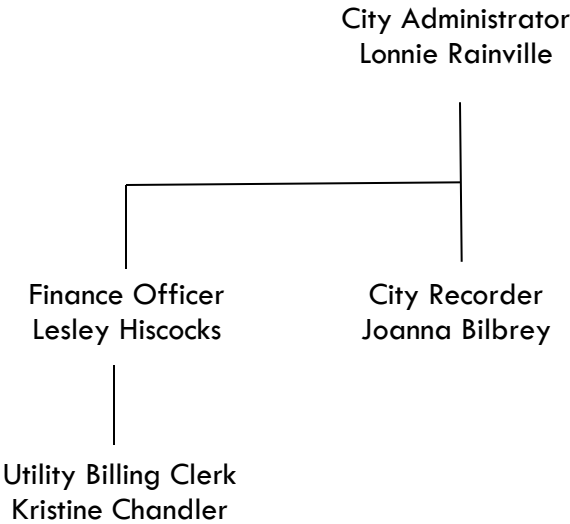 City Administrator
Lonnie Rainville
Finance Officer
Lesley Hiscocks
City Recorder
Joanna Bilbrey
Utility Billing Clerk
Kristine Chandler